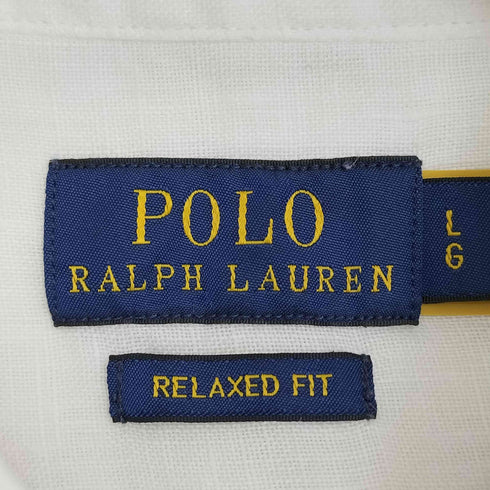 POLO
RALPH LAUREN
L
G
RELAXED FIT